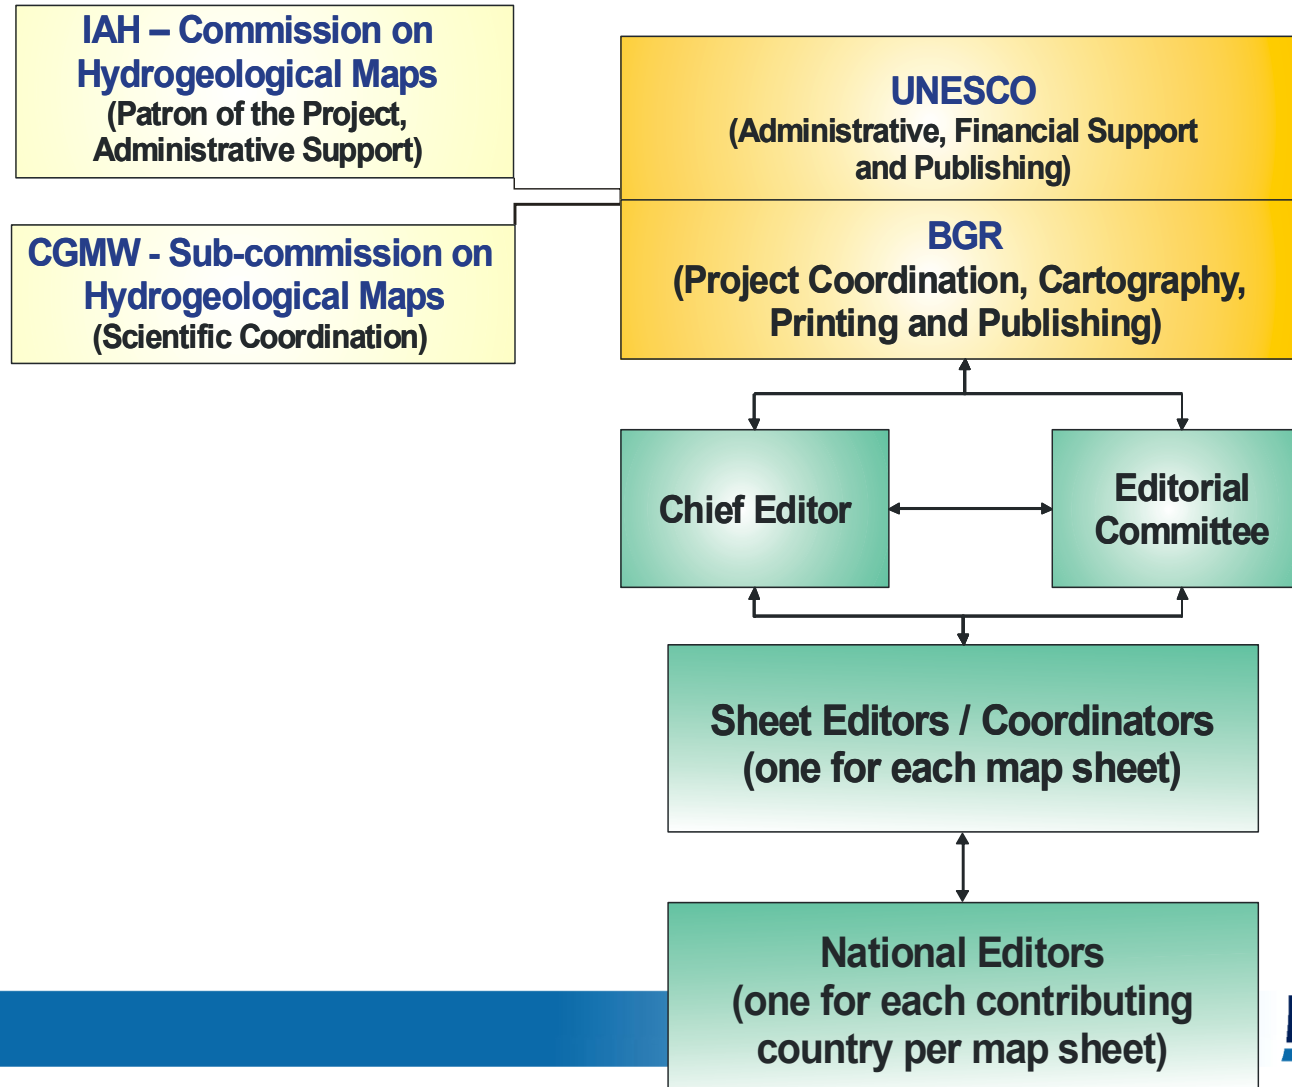 IAH – Commission on
Hydrogeological Maps
(Patron of the Project,
Administrative Support)
UNESCO
(Administrative, Financial Support
and Publishing)
CGMW - Sub-commission on
Hydrogeological Maps
(Scientific Coordination)
BGR
(Project Coordination, Cartography,
Printing and Publishing)
Chief Editor
Editorial
Committee
Sheet Editors / Coordinators
(one for each map sheet)
National Editors
(one for each contributing
country per map sheet)